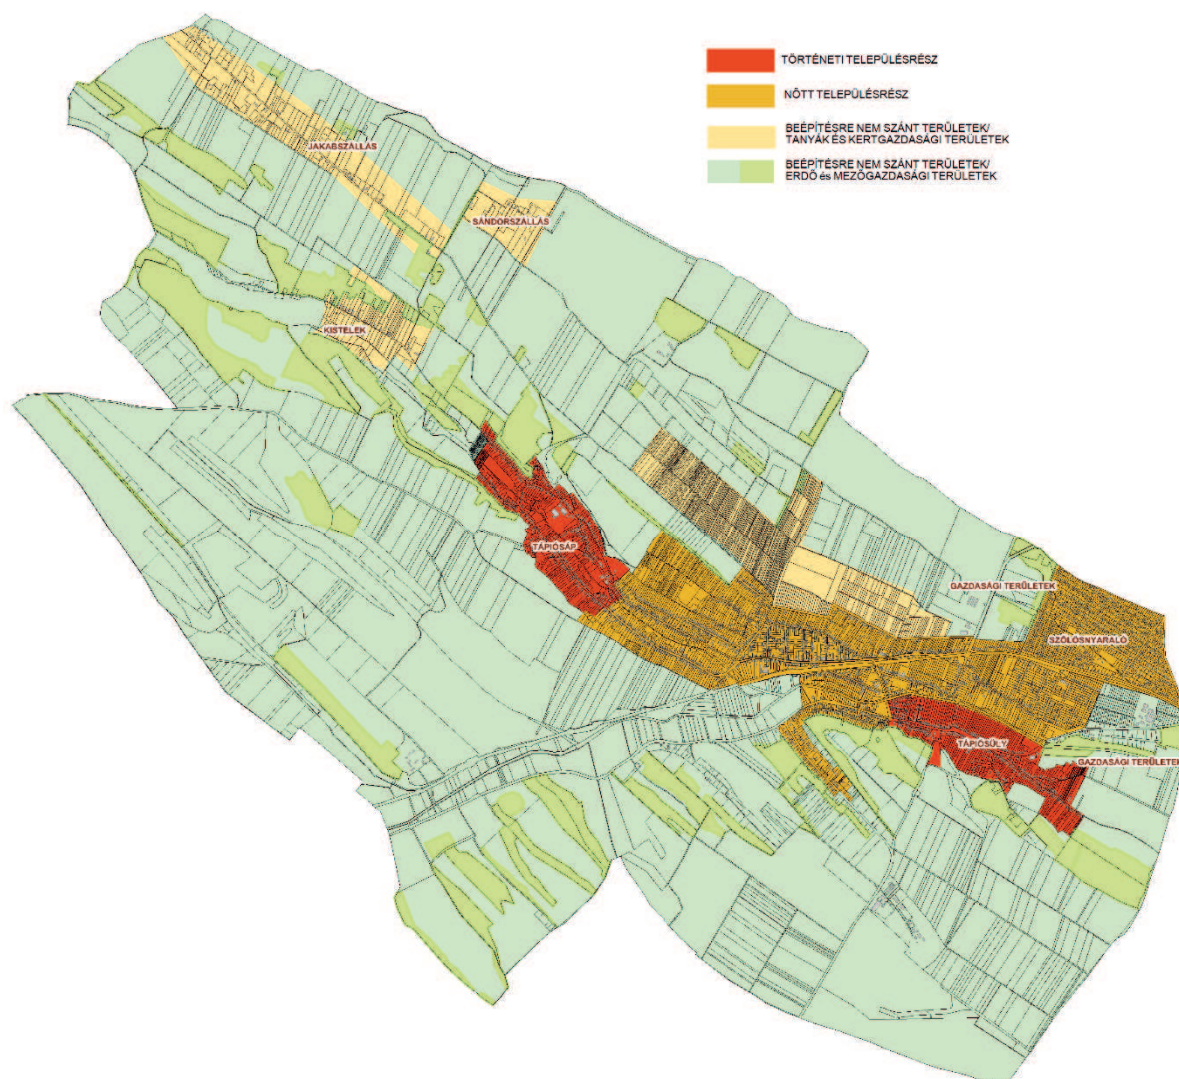 TÖRTÉNETI TELEPÜLÉSRÉSZ
NŐTT TELEPÜLÉSRÉSZ
BEÉPÍTÉSRE NEM SZÁNT TERÜLETEK/
TANYÁK ÉS KERTGAZDASÁGI TERÜLETEK
BEÉPÍTÉSRE NEM SZÁNT TERÜLETEK/
ERDŐ és MEZŐGAZDASÁGI TERÜLETEK
JAKABSZÁLLÁS
SÁNDORSZÁLLÁS
KISTELEK
TÁPIÓSÁP
GAZDASÁGI TERÜLETEK
SZŐLŐSNYARALÓ
TÁPIÓSÜLY
GAZDASÁGI TERÜLETEK